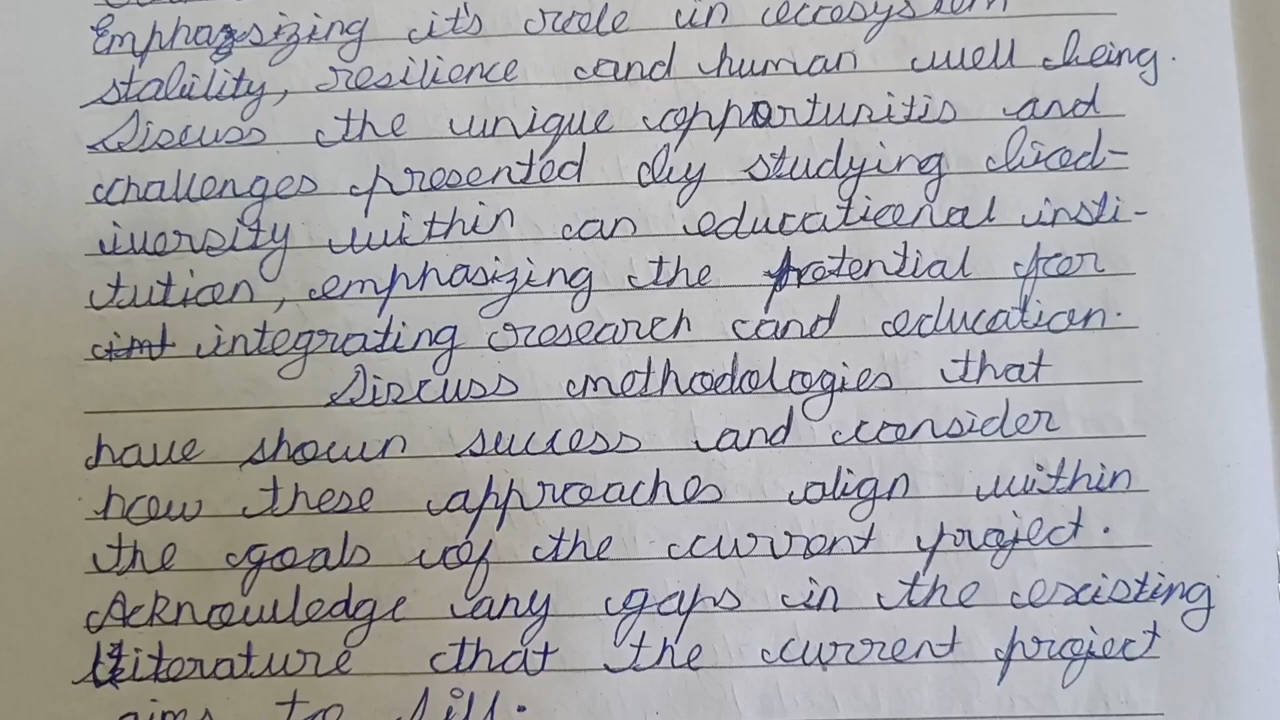 Emphasizing it's role in ecosystem
stability, resilience and human well being.
Discuss the unique opportunitis and
challenges presented by studying biod-
iversity within an educational insti-
tution, emphasizing the potential for
int integrating research and education.
Discuss methodologies that
have shown success and consider
how these approaches align within
the goals of the current project.
Acknowledge any gaps in the existing
literature that the current project
aims to fill.